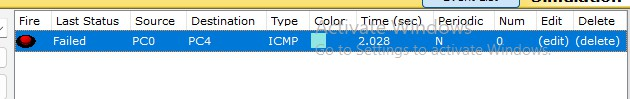 Fire Last Status Source Destination Type Color Time (sec) Periodic Num Edit Delete
Failed PC0 PC4 ICMP 2.028 N 0 (edit) (delete)
Activate Windows
Go to Settings to activate Windows.